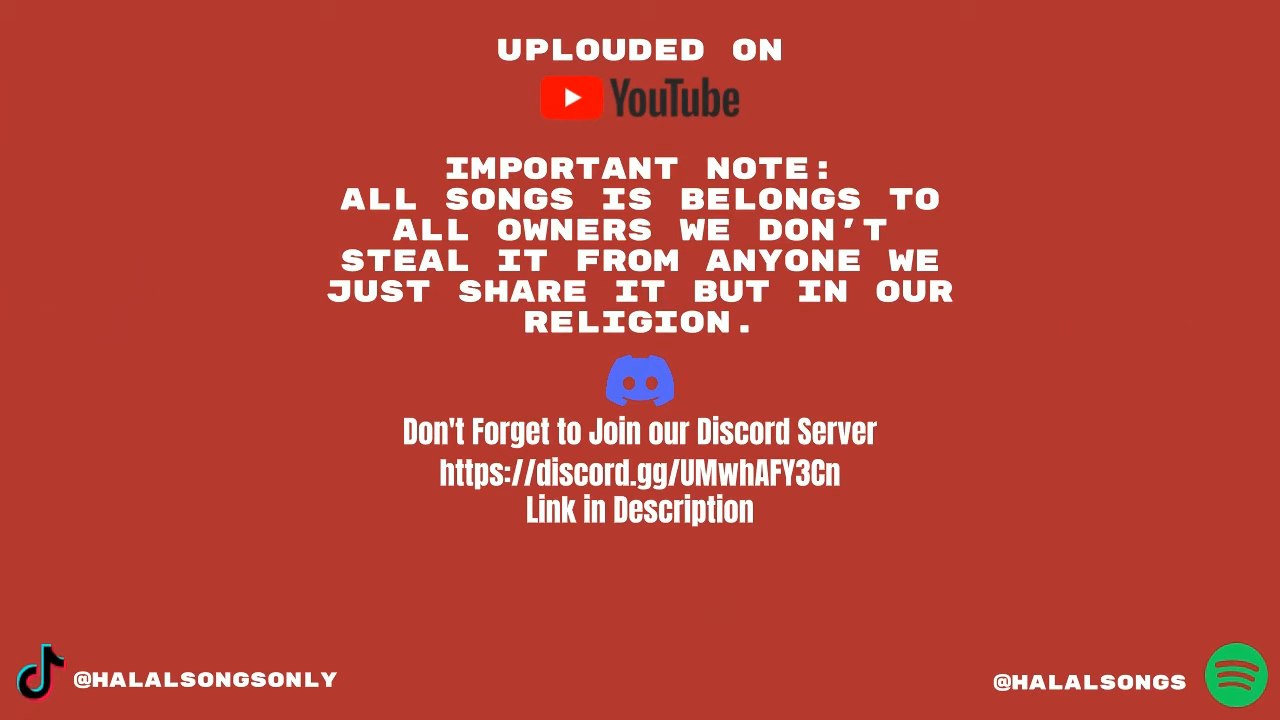 UPLOUDED ON
YouTube
IMPORTANT NOTE:
ALL SONGS IS BELONGS TO
ALL OWNERS WE DON'T
STEAL IT FROM ANYONE WE
JUST SHARE IT BUT IN OUR
RELIGION.
Don't Forget to Join our Discord Server
https://discord.gg/UMwhAFY3Cn
Link in Description
@HALALSONGSONLY
@HALALSONGS